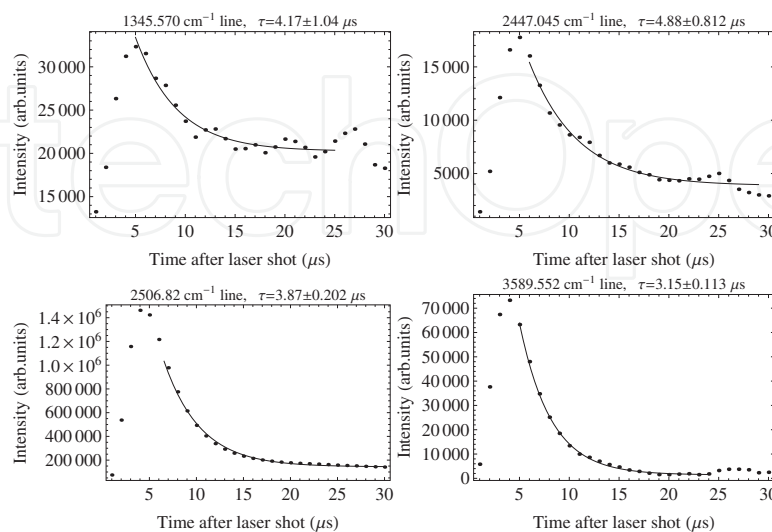 1345.570 cm⁻¹ line, τ=4.17±1.04 μs
Intensity (arb.units)
30 000
25 000
20 000
15 000
5 10 15 20 25 30
Time after laser shot (μs)
2447.045 cm⁻¹ line, τ=4.88±0.812 μs
Intensity (arb.units)
15 000
10 000
5000
5 10 15 20 25 30
Time after laser shot (μs)
2506.82 cm⁻¹ line, τ=3.87±0.202 μs
Intensity (arb.units)
1.4 × 10⁶
1.2 × 10⁶
1.0 × 10⁶
800 000
600 000
400 000
200 000
5 10 15 20 25 30
Time after laser shot (μs)
3589.552 cm⁻¹ line, τ=3.15±0.113 μs
Intensity (arb.units)
70 000
60 000
50 000
40 000
30 000
20 000
10 000
0
5 10 15 20 25 30
Time after laser shot (μs)
techOpe